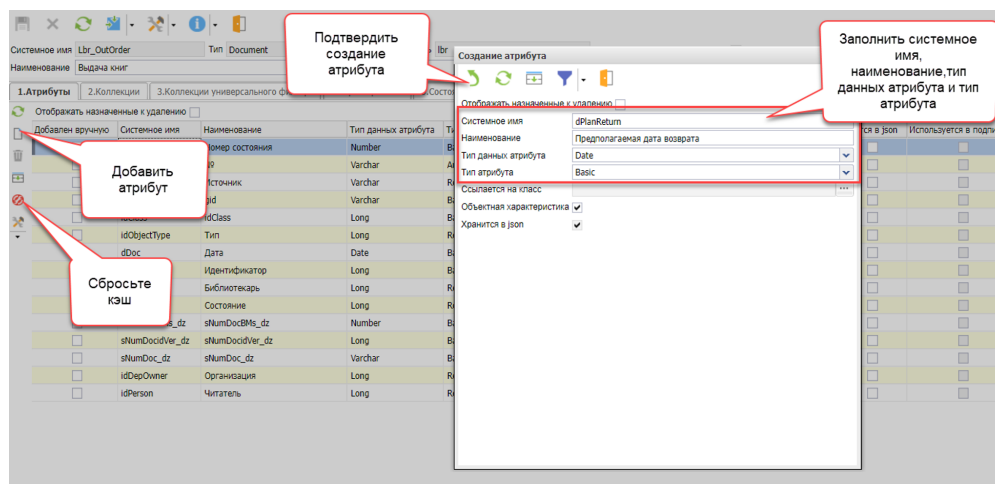 Системное имя Lbr_OutOrder Тип Document lbr
Наименование Выдача книг
1.Атрибуты 2.Коллекции 3.Коллекции универсального
Отображать назначенные к удалению
Добавлен вручную Системное имя Наименование Тип данных атрибута
Номер состояния Number
Varchar
Источник Varchar
gid Varchar
idClass Long
idObjectType Тип Long
dDoc Дата Date
Идентификатор Long
Библиотекарь Long
Состояние Long
sNumDocBMs_dz Number
sNumDocidVer_dz sNumDocidVer_dz Long
sNumDoc_dz sNumDoc_dz Varchar
idDepOwner Организация Long
idPerson Читатель Long
Подтвердить
создание
атрибута
Добавить
атрибут
Сбросьте
кэш
Создание атрибута
Отображать назначенные к удалению
Системное имя dPlanReturn
Наименование Предполагаемая дата возврата
Тип данных атрибута Date
Тип атрибута Basic
Ссылается на класс
Объектная характеристика
Хранится в json
Заполнить системное
имя,
наименование,тип
данных атрибута и тип
атрибута
в json Используется в